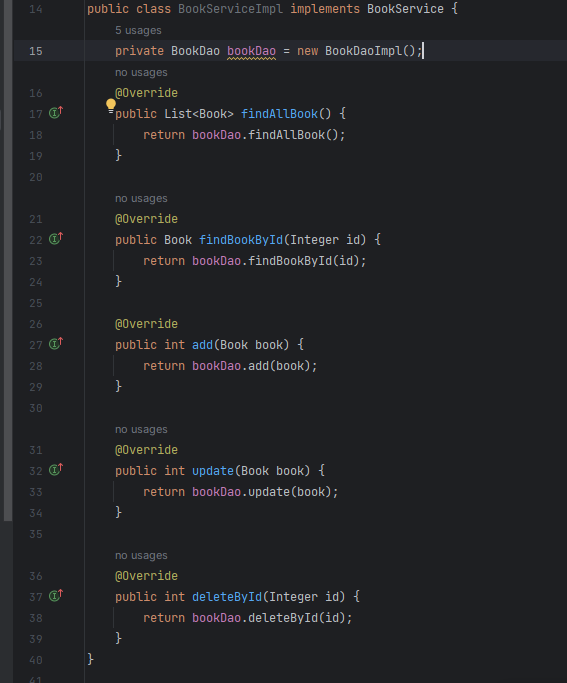 14 public class BookServiceImpl implements BookService {
5 usages
15 private BookDao bookDao = new BookDaoImpl();
no usages
16 @Override
17 public List<Book> findAllBook() {
18 return bookDao.findAllBook();
19 }
20
no usages
21 @Override
22 public Book findBookById(Integer id) {
23 return bookDao.findBookById(id);
24 }
25
26 @Override
27 public int add(Book book) {
28 return bookDao.add(book);
29 }
30
no usages
31 @Override
32 public int update(Book book) {
33 return bookDao.update(book);
34 }
35
no usages
36 @Override
37 public int deleteById(Integer id) {
38 return bookDao.deleteById(id);
39 }
40 }
41